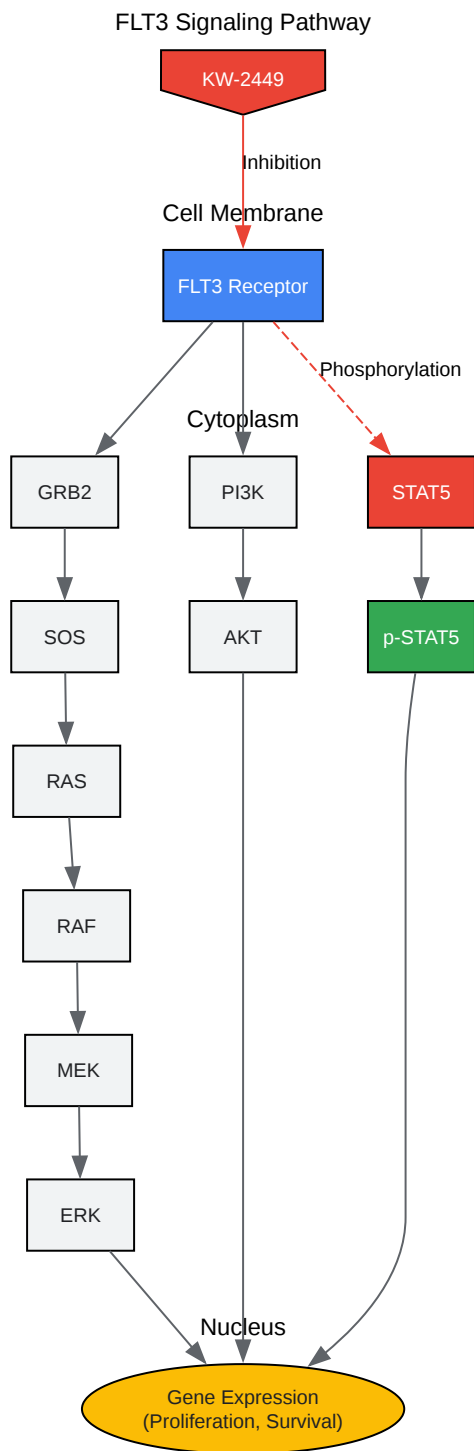 FLT3 Signaling Pathway
KW-2449
Inhibition
Cell Membrane
FLT3 Receptor
Phosphorylation
Cytoplasm
GRB2
PI3K
STAT5
SOS
AKT
p-STAT5
RAS
RAF
MEK
ERK
Nucleus
Gene Expression
(Proliferation, Survival)